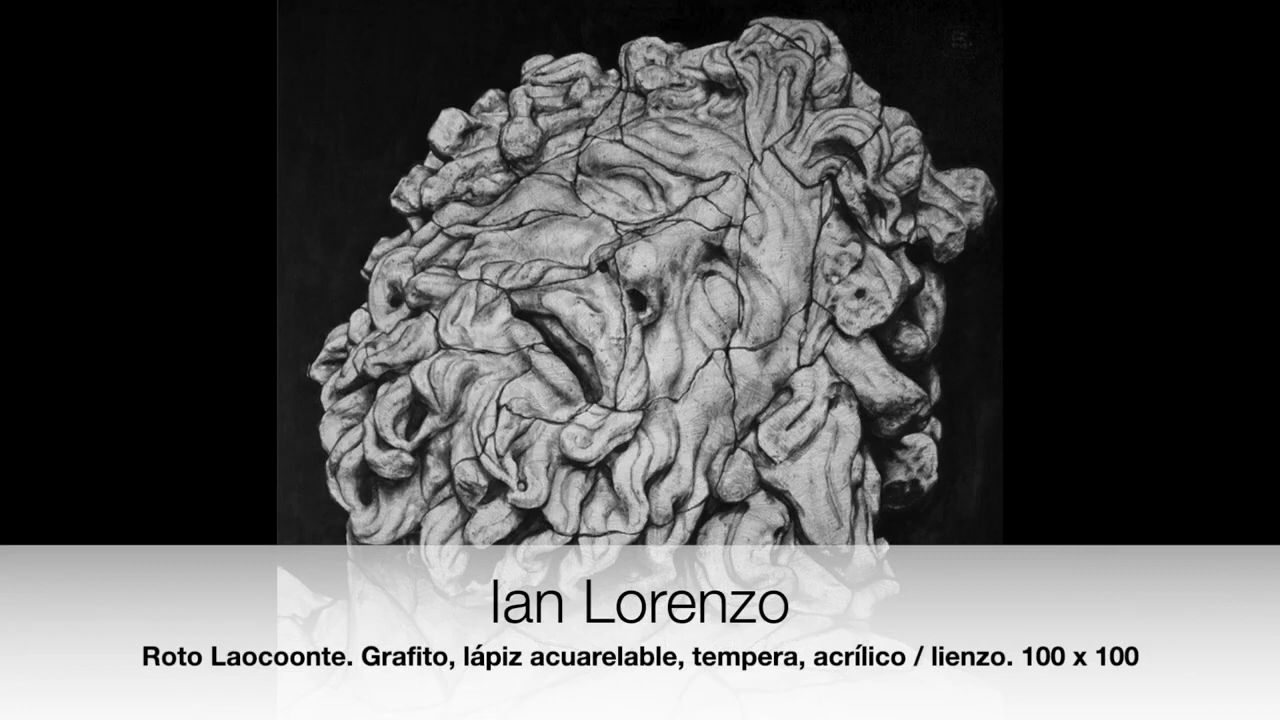 Ian Lorenzo
Roto Laocoonte. Grafito, lápiz acuarelable, tempera, acrílico / lienzo. 100 x 100